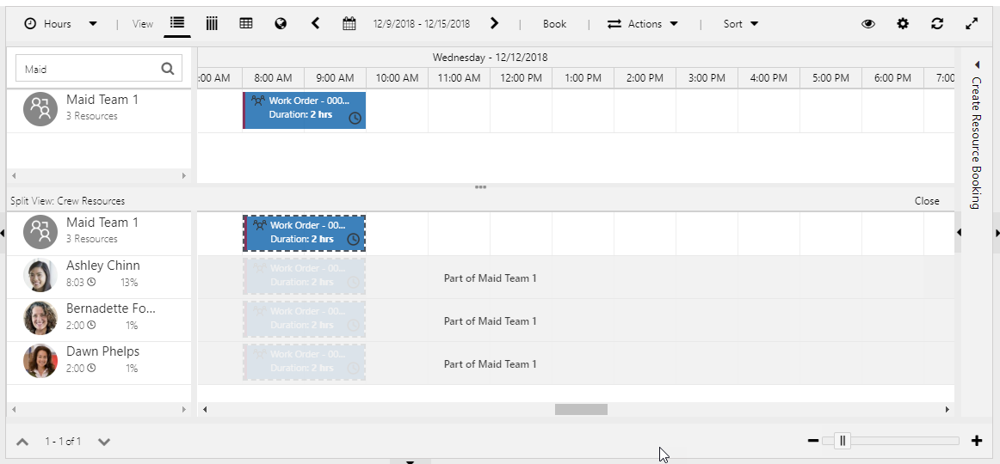 Hours View 12/9/2018 - 12/15/2018 Book Actions Sort
Wednesday - 12/12/2018
Maid
:00 AM 8:00 AM 9:00 AM 10:00 AM 11:00 AM 12:00 PM 1:00 PM 2:00 PM 3:00 PM 4:00 PM 5:00 PM 6:00 PM 7:00
Maid Team 1
3 Resources
Work Order - 000...
Duration: 2 hrs
Create Resource Booking
Split View: Crew Resources Close
Maid Team 1
3 Resources
Work Order - 00...
Duration: 2 hrs
Ashley Chinn
8:03 13%
Work Order - 00...
Duration: 2 hrs
Part of Maid Team 1
Bernadette Fo...
2:00 1%
Work Order - 00...
Duration: 2 hrs
Part of Maid Team 1
Dawn Phelps
2:00 1%
Work Order - 00...
Duration: 2 hrs
Part of Maid Team 1
1 - 1 of 1